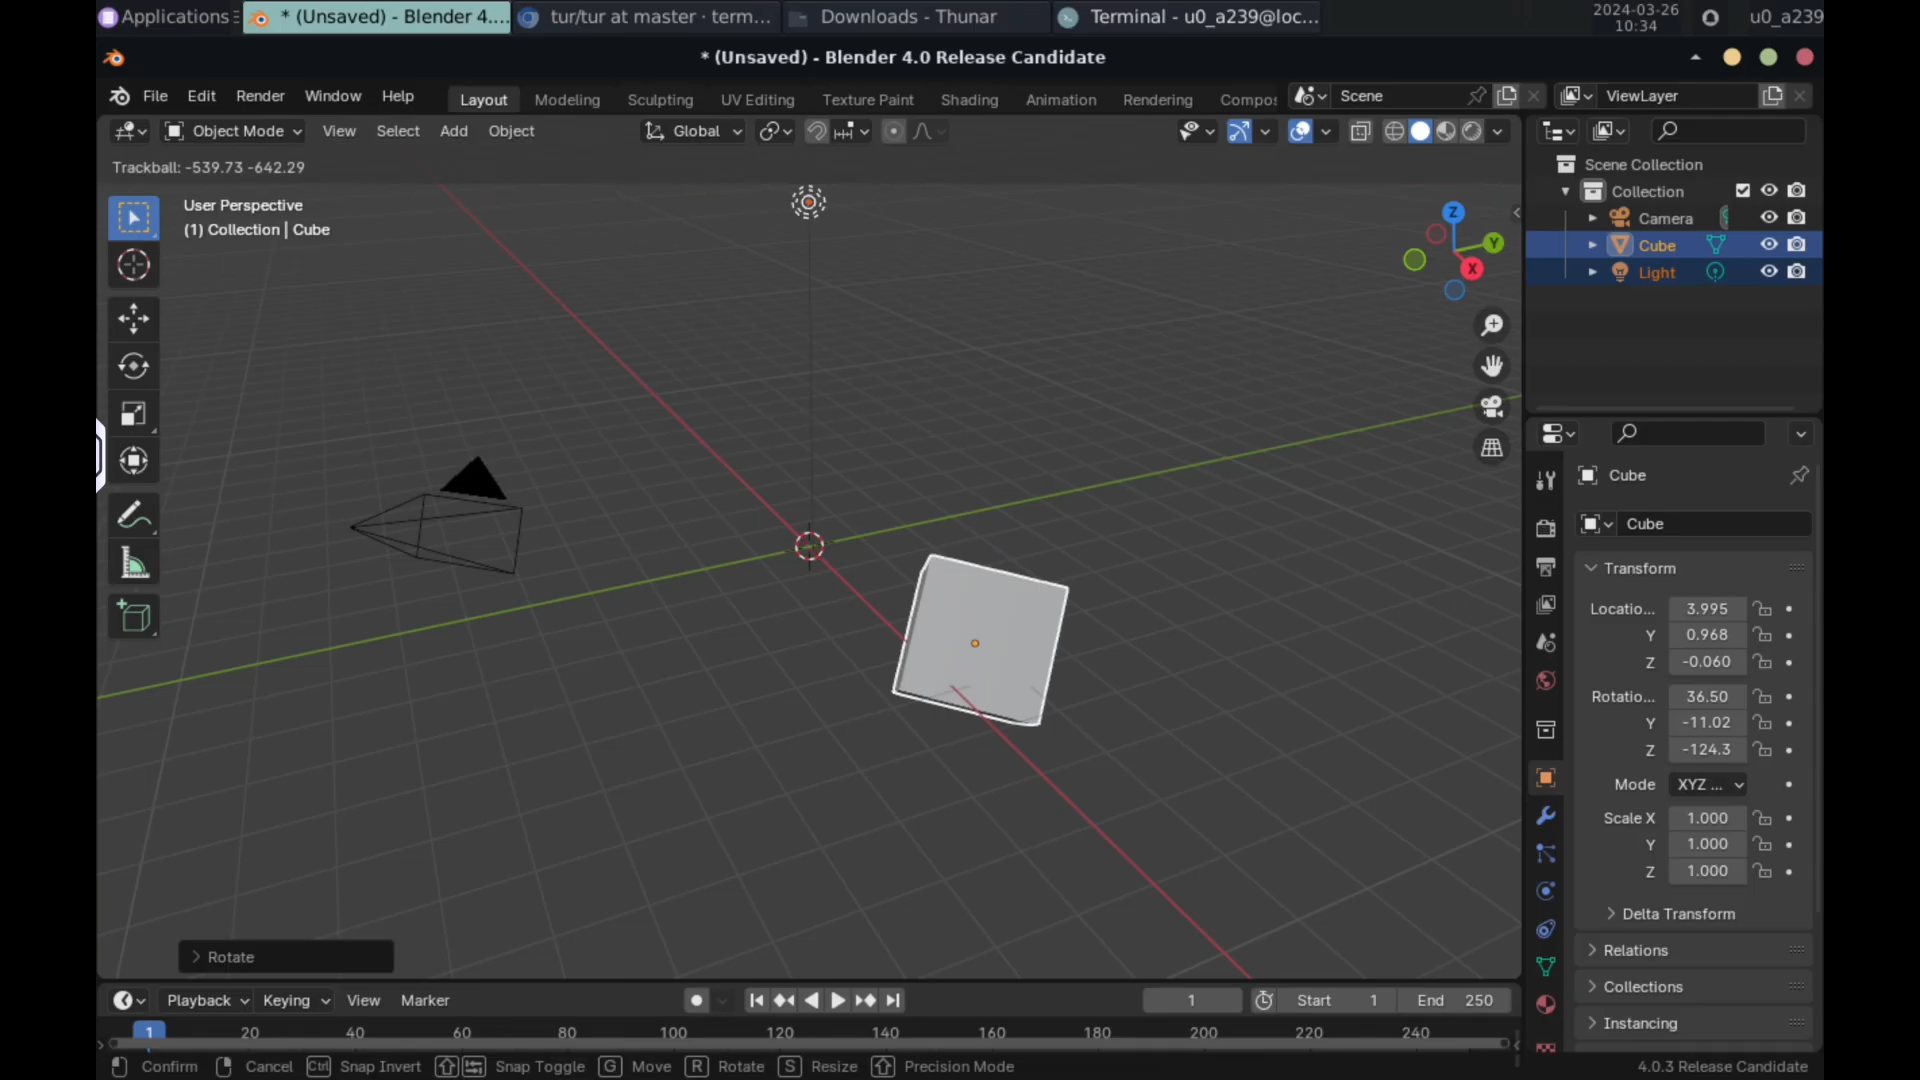 Applications
* (Unsaved) - Blender 4....
tur/tur at master · term...
Downloads - Thunar
Terminal - u0_a239@loc...
2024-03-26
10:34
u0_a239
* (Unsaved) - Blender 4.0 Release Candidate
File Edit Render Window Help
Layout Modeling Sculpting UV Editing Texture Paint Shading Animation Rendering Compos
Scene
ViewLayer
Object Mode View Select Add Object
Global
Trackball: -539.73 -642.29
User Perspective
(1) Collection | Cube
Z
Y
X
Scene Collection
Collection
Camera
Cube
Light
Cube
Cube
Transform
Locatio... 3.995
Y 0.968
Z -0.060
Rotatio... 36.50
Y -11.02
Z -124.3
Mode XYZ ...
Scale X 1.000
Y 1.000
Z 1.000
Delta Transform
Relations
Collections
Instancing
Rotate
Playback Keying View Marker
1
Start 1
End 250
1 20 40 60 80 100 120 140 160 180 200 220 240
Confirm Cancel Ctrl Snap Invert Snap Toggle G Move R Rotate S Resize Precision Mode
4.0.3 Release Candidate